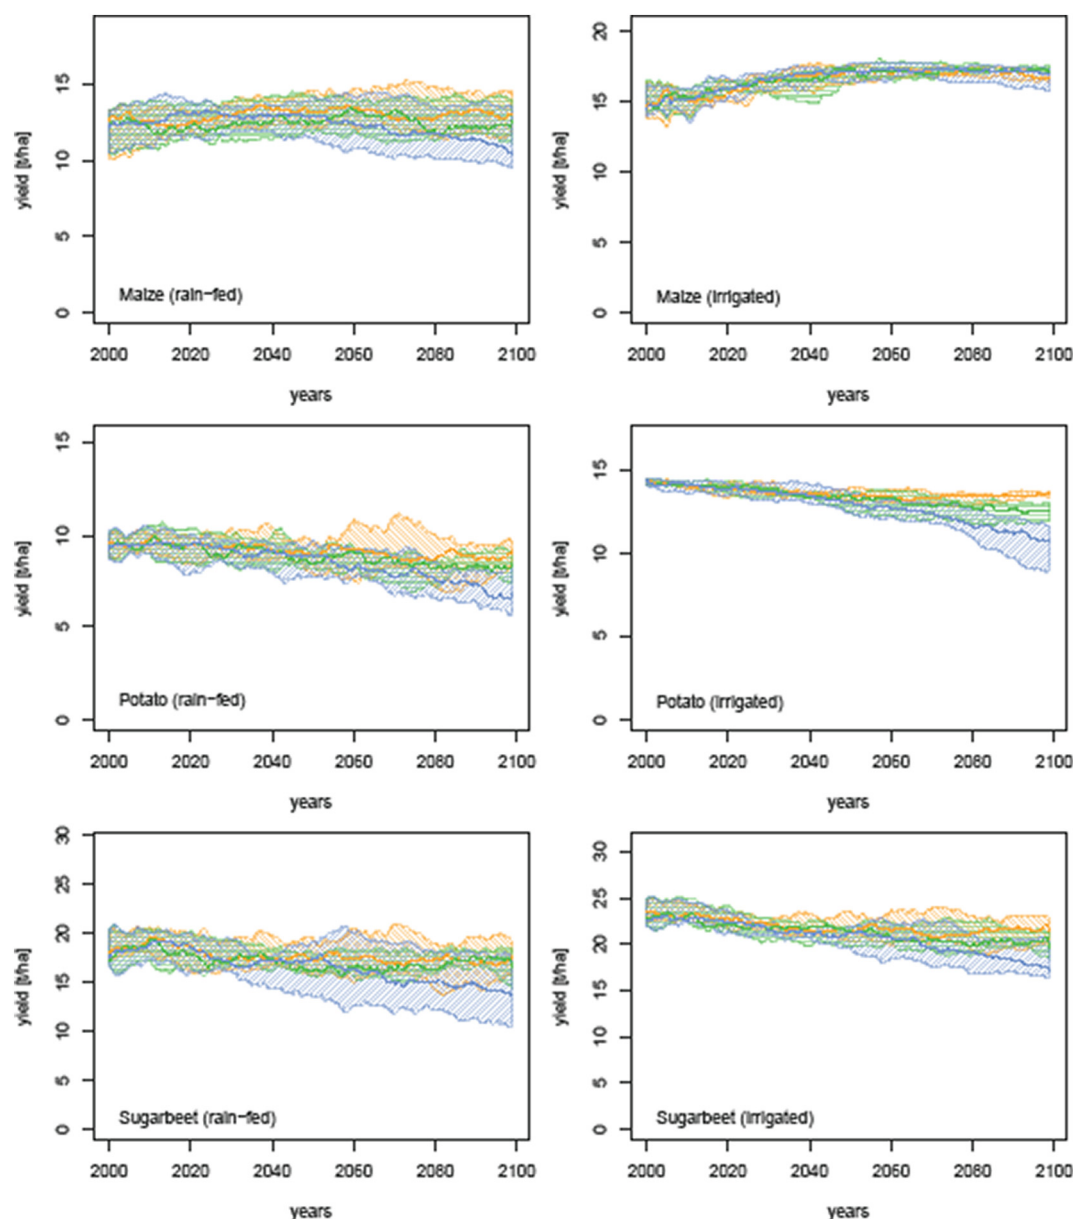 yield [t/ha]
15
10
5
0
Maize (rain-fed)
2000 2020 2040 2060 2080 2100
years
yield [t/ha]
20
15
10
5
0
Maize (irrigated)
2000 2020 2040 2060 2080 2100
years
yield [t/ha]
15
10
5
0
Potato (rain-fed)
2000 2020 2040 2060 2080 2100
years
yield [t/ha]
15
10
5
0
Potato (irrigated)
2000 2020 2040 2060 2080 2100
years
yield [t/ha]
30
25
20
15
10
5
0
Sugarbeet (rain-fed)
2000 2020 2040 2060 2080 2100
years
yield [t/ha]
30
25
20
15
10
5
0
Sugarbeet (irrigated)
2000 2020 2040 2060 2080 2100
years